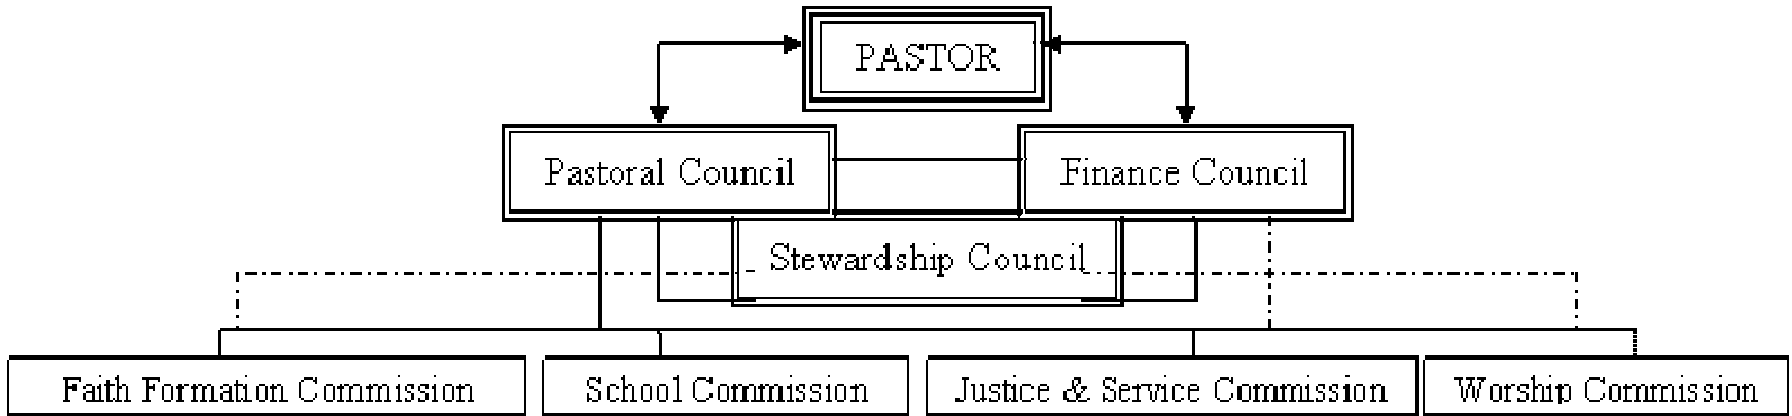 PASTOR
Pastoral Council
Finance Council
Stewardship Council
Faith Formation Commission
School Commission
Justice & Service Commission
Worship Commission